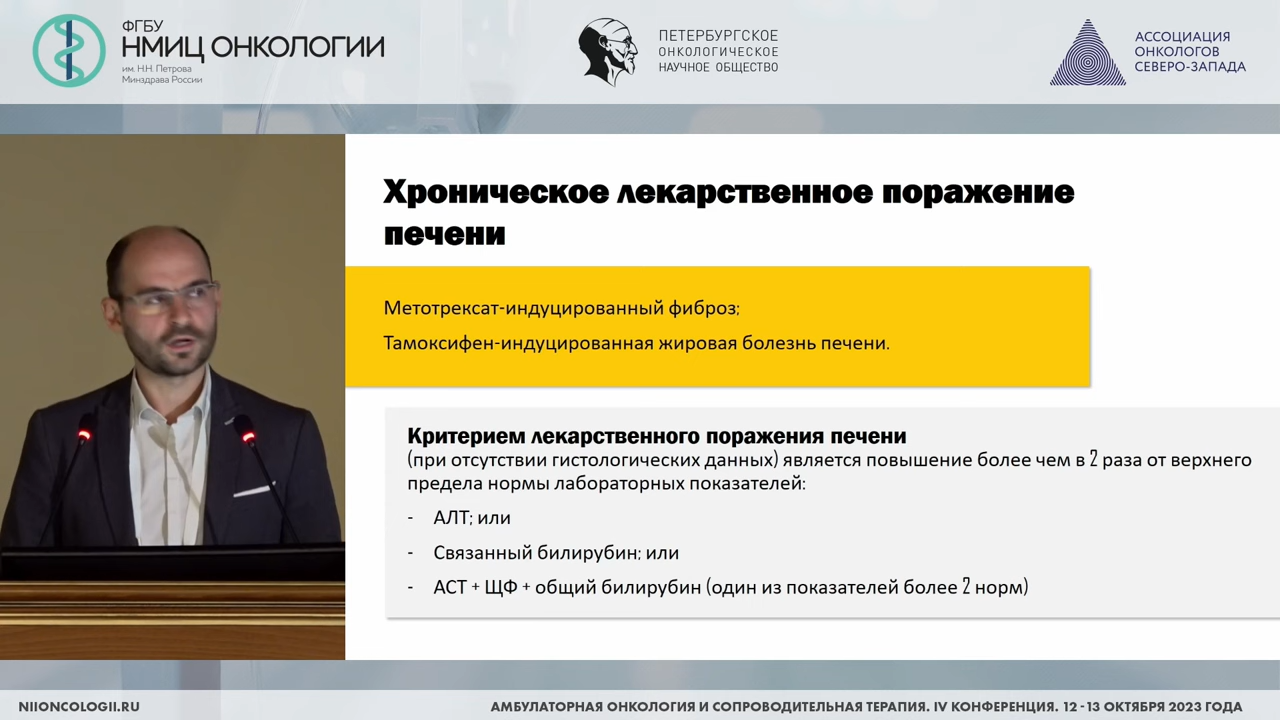 ФГБУ
НМИЦ ОНКОЛОГИИ
им. Н.Н. Петрова
Минздрава России
ПЕТЕРБУРГСКОЕ
ОНКОЛОГИЧЕСКОЕ
НАУЧНОЕ ОБЩЕСТВО
АССОЦИАЦИЯ
ОНКОЛОГОВ
СЕВЕРО-ЗАПАДА
Хроническое лекарственное поражение
печени
Метотрексат-индуцированный фиброз;
Тамоксифен-индуцированная жировая болезнь печени.
Критерием лекарственного поражения печени
(при отсутствии гистологических данных) является повышение более чем в 2 раза от верхнего
предела нормы лабораторных показателей:
- АЛТ; или
- Связанный билирубин; или
- АСТ + ЩФ + общий билирубин (один из показателей более 2 норм)
NIIONCOLOGII.RU
АМБУЛАТОРНАЯ ОНКОЛОГИЯ И СОПРОВОДИТЕЛЬНАЯ ТЕРАПИЯ. IV КОНФЕРЕНЦИЯ. 12 - 13 ОКТЯБРЯ 2023 ГОДА